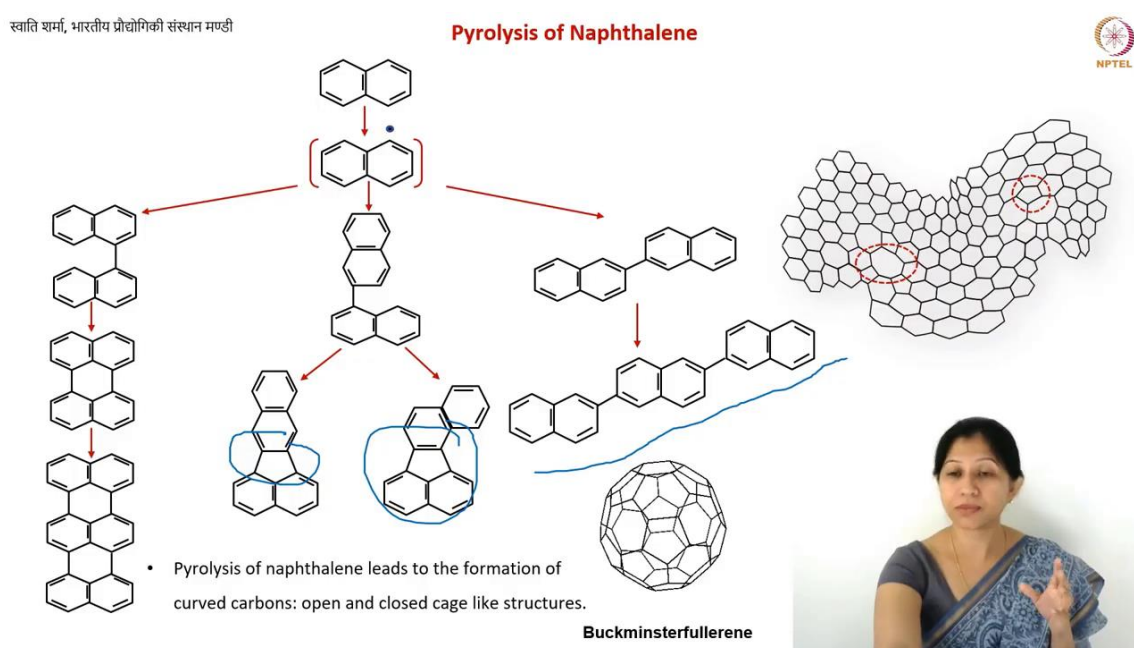 स्वाति शर्मा, भारतीय प्रौद्योगिकी संस्थान मण्डी
Pyrolysis of Naphthalene
NPTEL
• Pyrolysis of naphthalene leads to the formation of
curved carbons: open and closed cage like structures.
Buckminsterfullerene